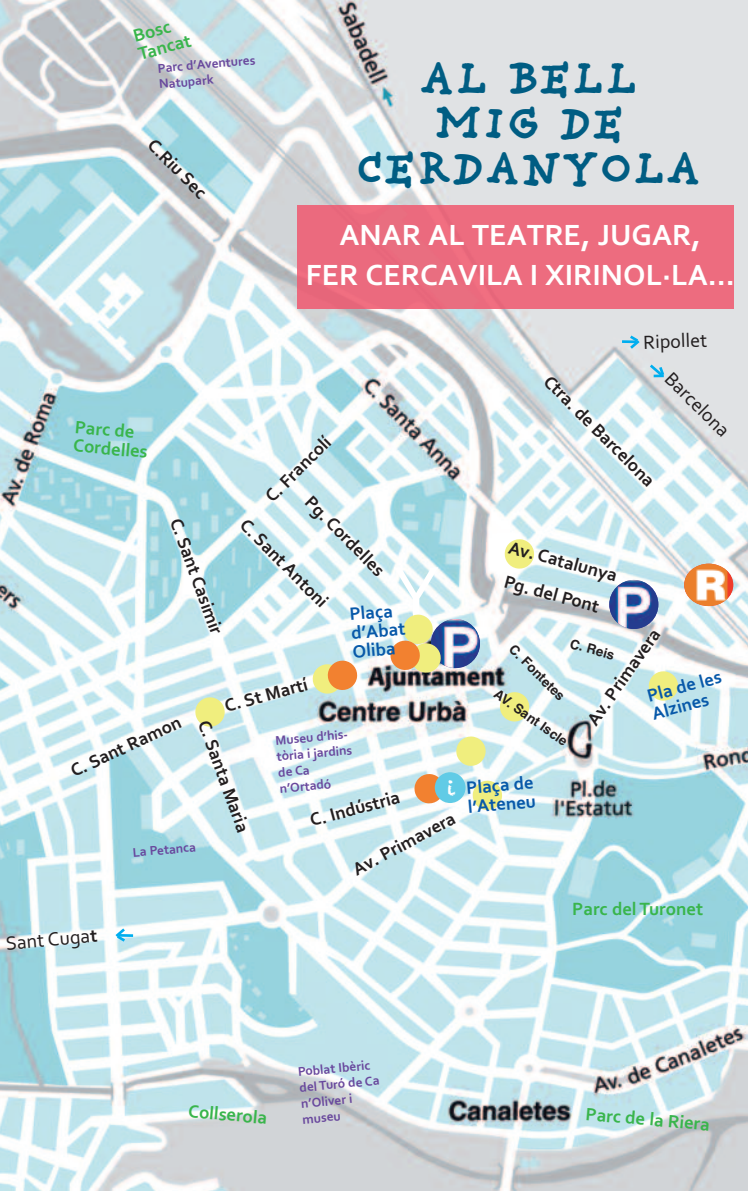 Bosc
Tancat
Parc d'Aventures
Natupark
Sabadell
AL BELL
MIG DE
CERDANYOLA
C.Riu Sec
ANAR AL TEATRE, JUGAR,
FER CERCAVILA I XIRINOL·LA...
Ripollet
Barcelona
Ctra. de Barcelona
C. Santa Anna
Av. de Roma
Parc de
Cordelles
C. Francolí
Pg. Cordelles
C. Sant Antoni
C. Sant Casimir
ers
Av. Catalunya
Pg. del Pont
P
R
Plaça
d'Abat
Oliba
P
Ajuntament
Centre Urbà
C. Reis
C. Fontetes
Av. Primavera
AV. Sant Iscle
Pla de les
Alzines
C. St Martí
C. Sant Ramon
C. Santa Maria
Museu d'his-
tòria i jardins
de Ca
n'Ortadó
Rond
i
Plaça de
l'Ateneu
Pl.de
l'Estatut
C. Indústria
Av. Primavera
La Petanca
Parc del Turonet
Sant Cugat
Poblat Ibèric
del Turó de Ca
n'Oliver i
museu
Av. de Canaletes
Collserola
Canaletes
Parc de la Riera